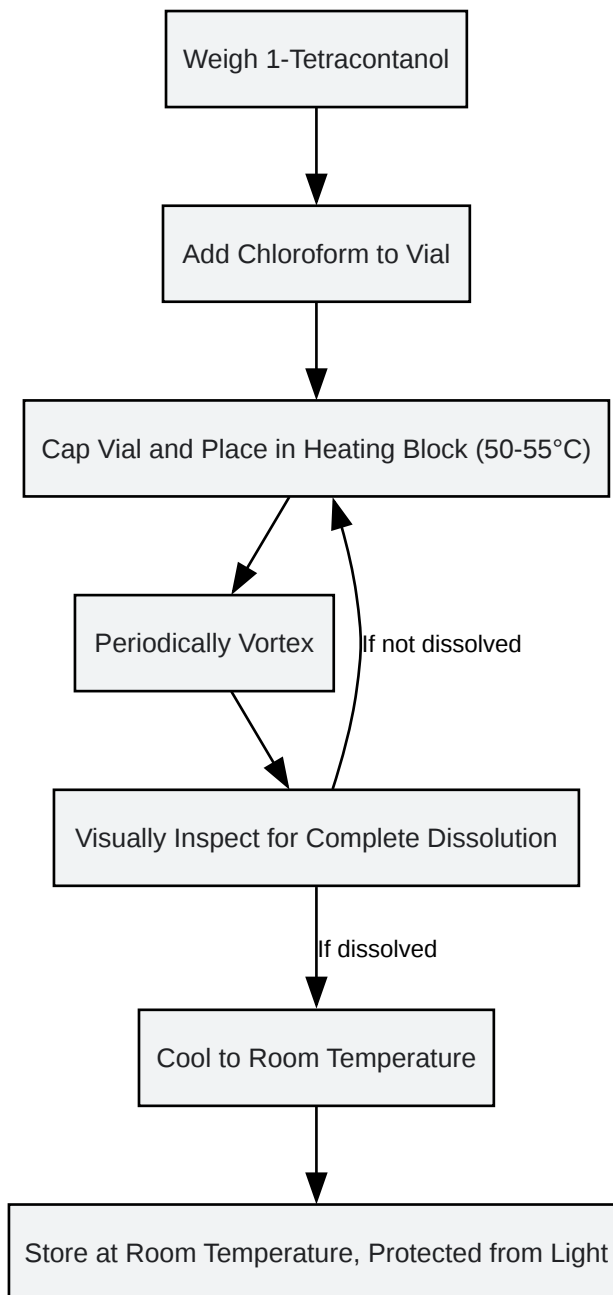 Weigh 1-Tetracontanol
Add Chloroform to Vial
Cap Vial and Place in Heating Block (50-55°C)
Periodically Vortex
If not dissolved
Visually Inspect for Complete Dissolution
If dissolved
Cool to Room Temperature
Store at Room Temperature, Protected from Light